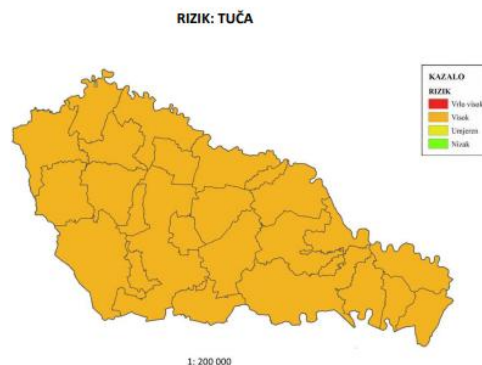 RIZIK: TUČA
KAZALO
RIZIK
Vrlo visok
Visok
Umjeren
Nizak
1: 200 000